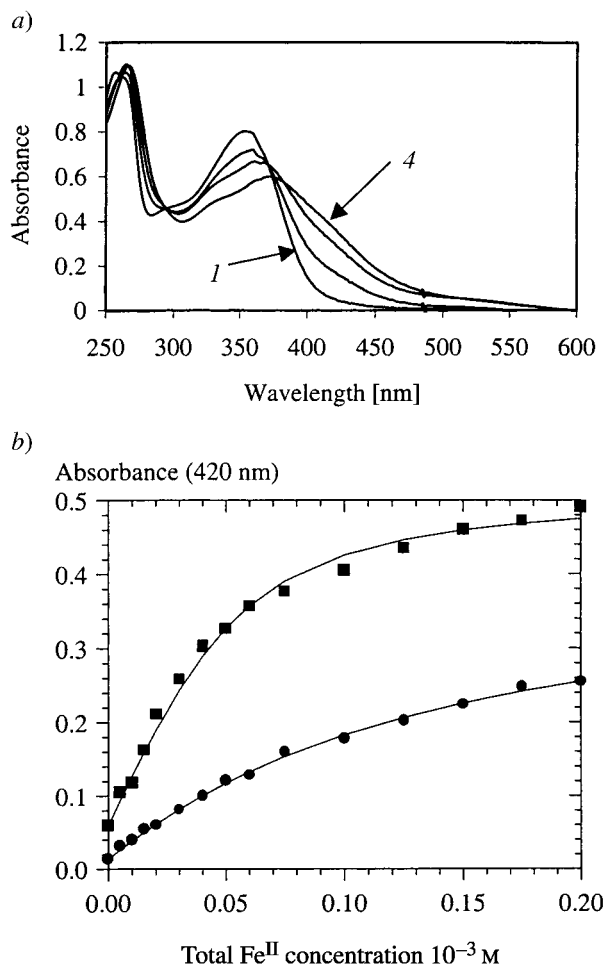 a)
1.2
1
0.8
0.6
0.4
0.2
0
Absorbance
4
1
250 300 350 400 450 500 550 600
Wavelength [nm]
b)
Absorbance (420 nm)
0.5
0.4
0.3
0.2
0.1
0.0
0.00 0.05 0.10 0.15 0.20
Total Fe^II concentration 10^–3 M